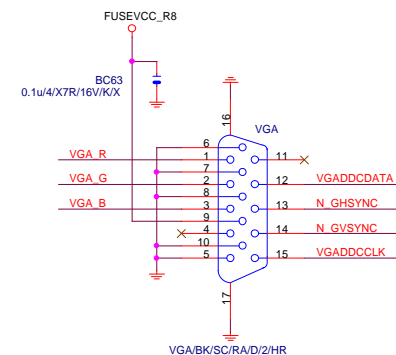 FUSEVCC_R8
BC63
0.1u/4/X7R/16V/K/X
16
VGA
6
VGA_R 1 11
7
VGA_G 2 12 VGADDCDATA
8
VGA_B 3 13 N_GHSYNC
9
4 14 N_GVSYNC
10
5 15 VGADDCCLK
17
VGA/BK/SC/RA/D/2/HR